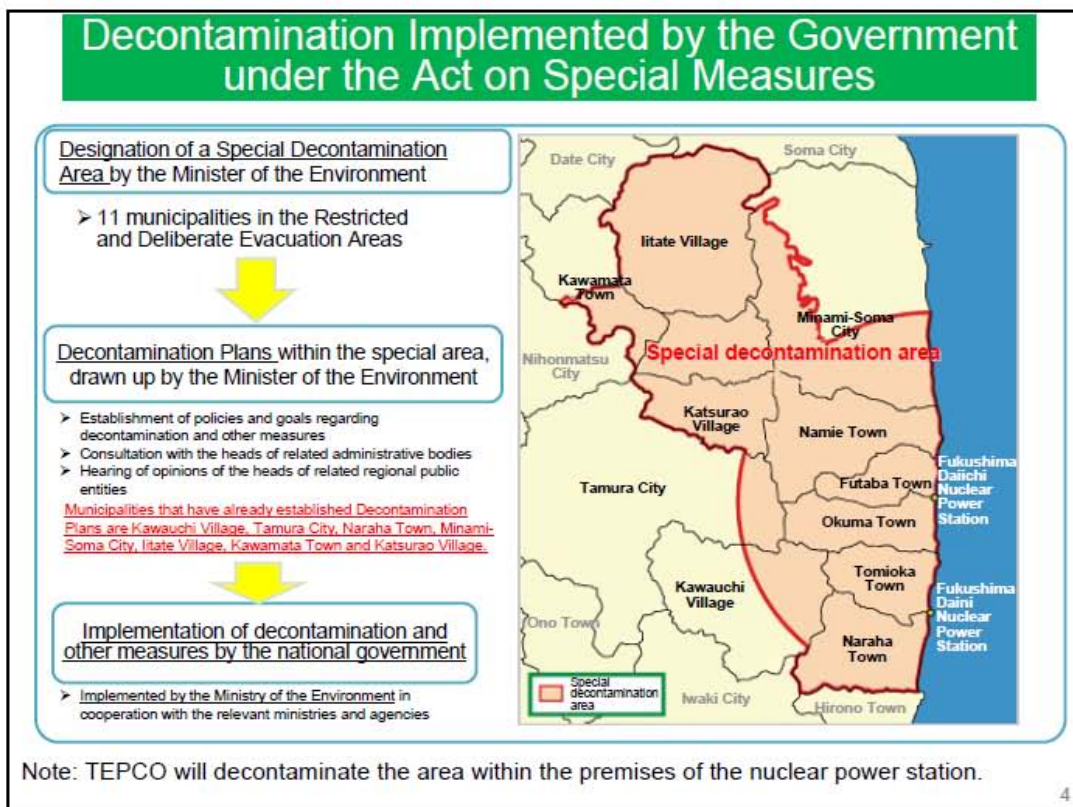 Decontamination Implemented by the Government
under the Act on Special Measures
Designation of a Special Decontamination
Area by the Minister of the Environment
➢ 11 municipalities in the Restricted
and Deliberate Evacuation Areas
Decontamination Plans within the special area,
drawn up by the Minister of the Environment
➢ Establishment of policies and goals regarding
decontamination and other measures
➢ Consultation with the heads of related administrative bodies
➢ Hearing of opinions of the heads of related regional public
entities
Municipalities that have already established Decontamination
Plans are Kawauchi Village, Tamura City, Naraha Town, Minami-
Soma City, Iitate Village, Kawamata Town and Katsurao Village.
Implementation of decontamination and
other measures by the national government
➢ Implemented by the Ministry of the Environment in
cooperation with the relevant ministries and agencies
Date City
Soma City
Iitate Village
Kawamata
Town
Minami-Soma
City
Nihonmatsu
City
Special decontamination area
Katsurao
Village
Namie Town
Tamura City
Futaba Town
Fukushima
Daiichi
Nuclear
Power
Station
Okuma Town
Kawauchi
Village
Tomioka
Town
Fukushima
Daini
Nuclear
Power
Station
Ono Town
Naraha
Town
Special
decontamination
area
Iwaki City
Hirono Town
Note: TEPCO will decontaminate the area within the premises of the nuclear power station.
4